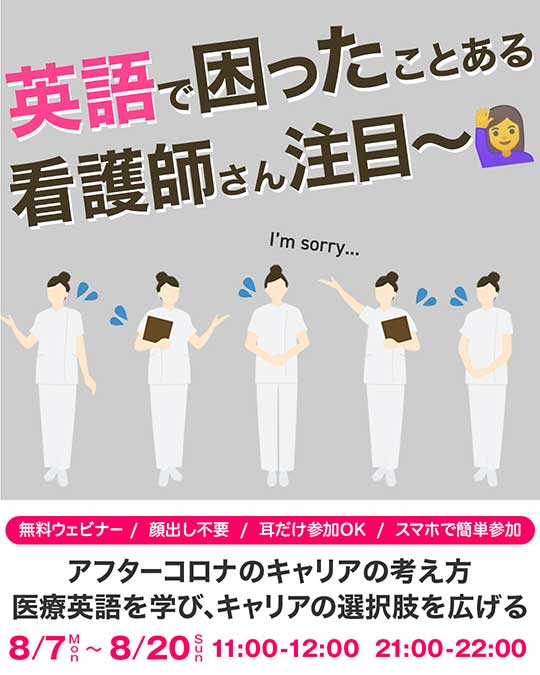 英語で困ったことある
看護師さん注目～
I'm sorry...
無料ウェビナー / 顔出し不要 / 耳だけ参加OK / スマホで簡単参加
アフターコロナのキャリアの考え方
医療英語を学び、キャリアの選択肢を広げる
8/7 Mon ～ 8/20 Sun 11:00-12:00 21:00-22:00